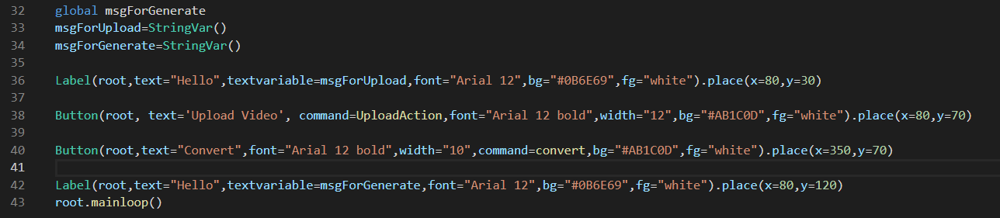 32 global msgForGenerate
33 msgForUpload=StringVar()
34 msgForGenerate=StringVar()
35
36 Label(root,text="Hello",textvariable=msgForUpload,font="Arial 12",bg="#0B6E69",fg="white").place(x=80,y=30)
37
38 Button(root, text='Upload Video', command=UploadAction,font="Arial 12 bold",width="12",bg="#AB1C0D",fg="white").place(x=80,y=70)
39
40 Button(root,text="Convert",font="Arial 12 bold",width="10",command=convert,bg="#AB1C0D",fg="white").place(x=350,y=70)
41
42 Label(root,text="Hello",textvariable=msgForGenerate,font="Arial 12",bg="#0B6E69",fg="white").place(x=80,y=120)
43 root.mainloop()